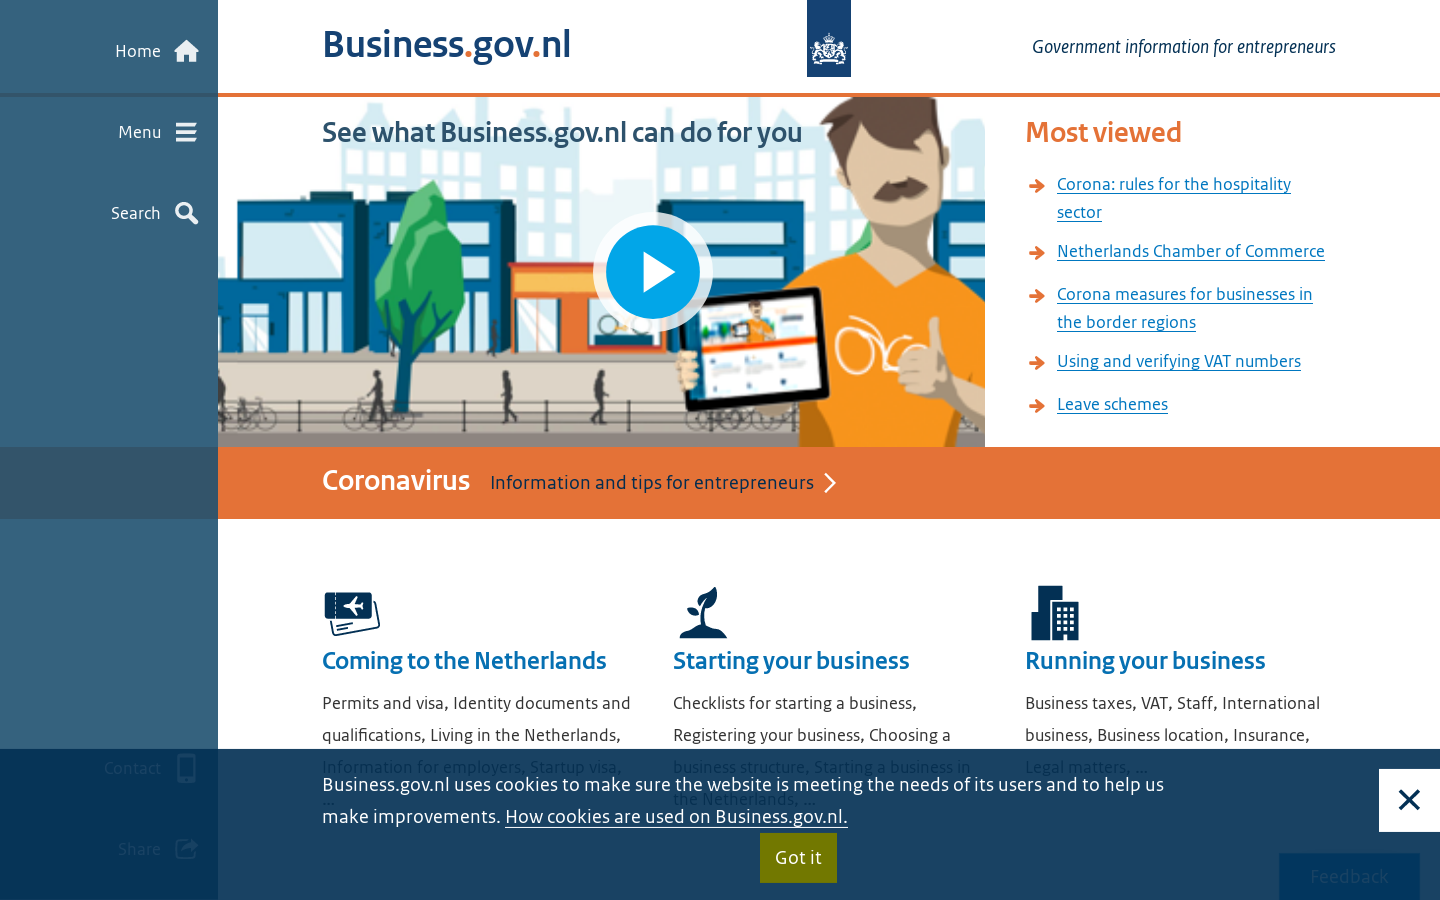 Home
Menu
Search
Contact
Share
Business.gov.nl
Government information for entrepreneurs
See what Business.gov.nl can do for you
Most viewed
Corona: rules for the hospitality
sector
Netherlands Chamber of Commerce
Corona measures for businesses in
the border regions
Using and verifying VAT numbers
Leave schemes
Coronavirus Information and tips for entrepreneurs
Coming to the Netherlands
Permits and visa, Identity documents and
qualifications, Living in the Netherlands,
Information for employers, Startup visa,
...
Starting your business
Checklists for starting a business,
Registering your business, Choosing a
business structure, Starting a business in
the Netherlands, ...
Running your business
Business taxes, VAT, Staff, International
business, Business location, Insurance,
Legal matters, ...
Business.gov.nl uses cookies to make sure the website is meeting the needs of its users and to help us
make improvements. How cookies are used on Business.gov.nl.
Got it
Feedback